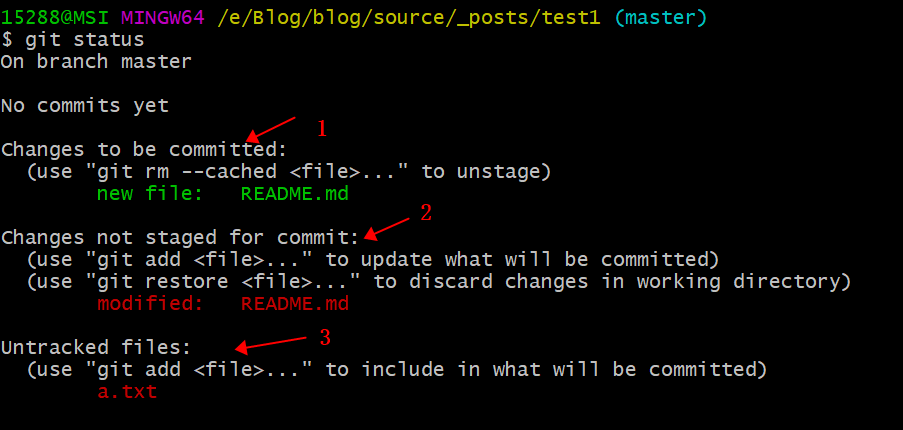 15288@MSI MINGW64 /e/Blog/blog/source/_posts/test1 (master)
$ git status
On branch master
No commits yet
1
Changes to be committed:
(use "git rm --cached <file>..." to unstage)
new file: README.md
2
Changes not staged for commit:
(use "git add <file>..." to update what will be committed)
(use "git restore <file>..." to discard changes in working directory)
modified: README.md
3
Untracked files:
(use "git add <file>..." to include in what will be committed)
a.txt